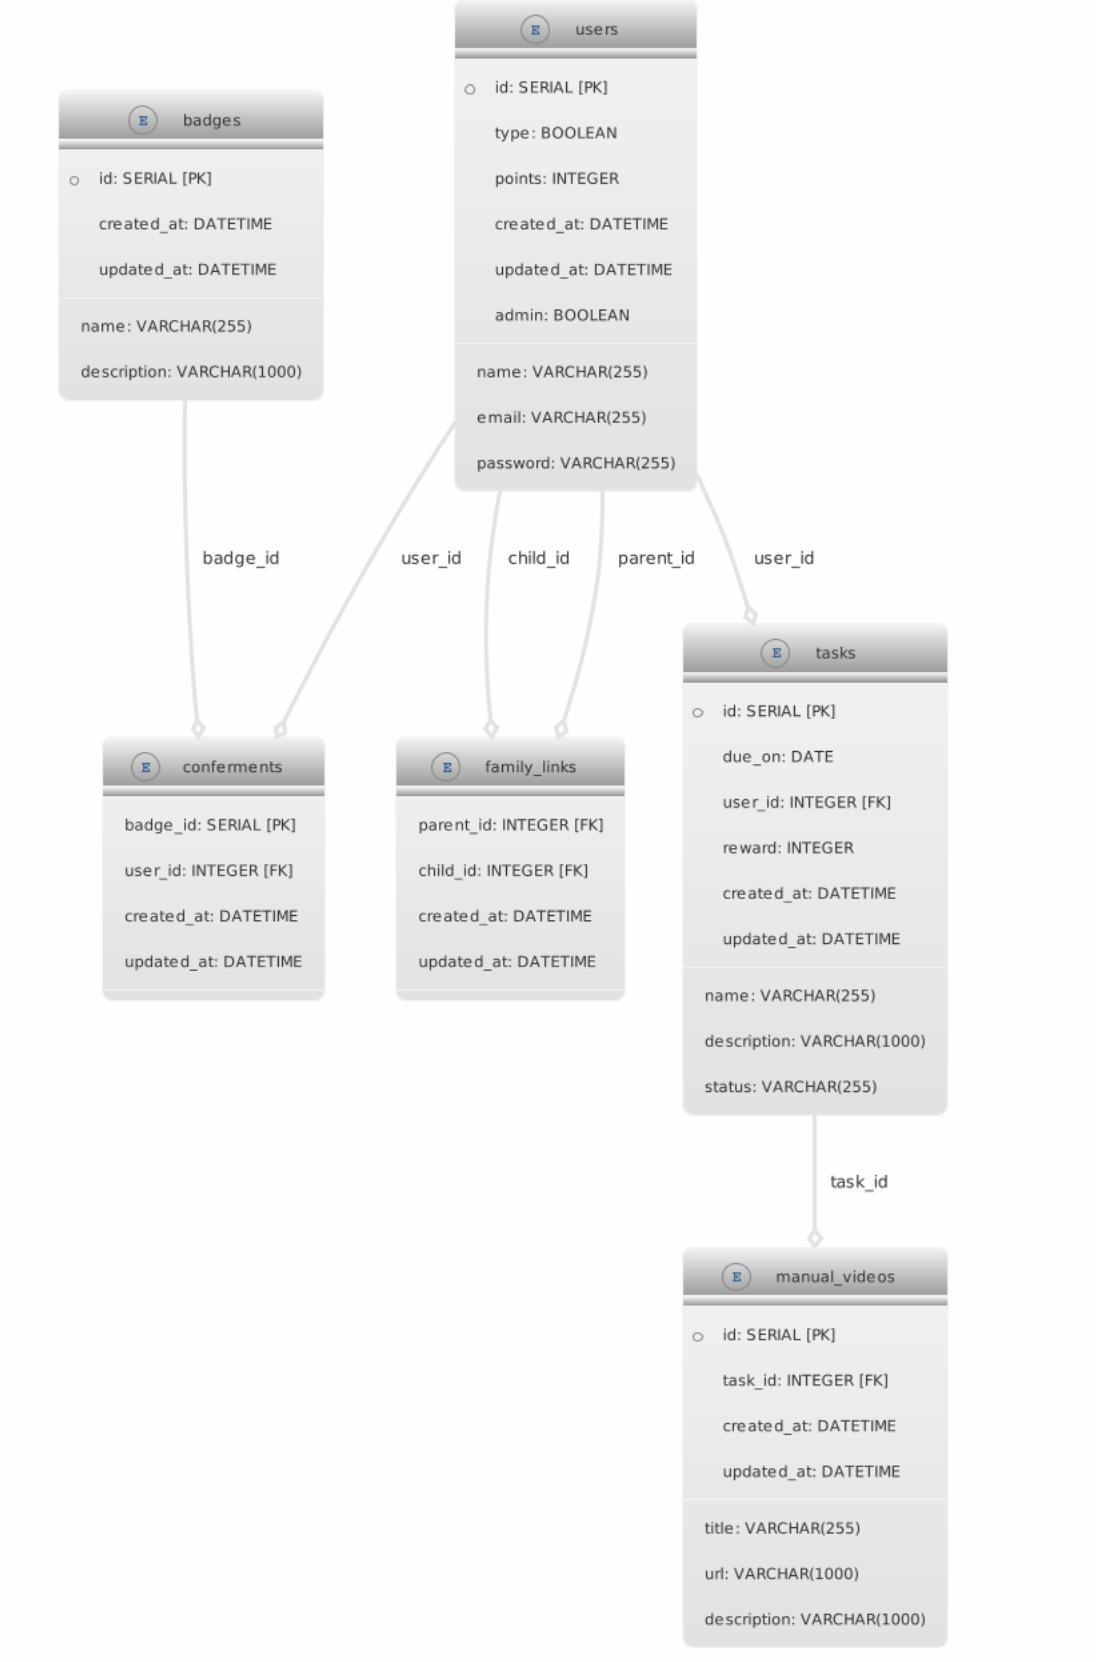 E users
id: SERIAL [PK]
type: BOOLEAN
points: INTEGER
created_at: DATETIME
updated_at: DATETIME
admin: BOOLEAN
name: VARCHAR(255)
email: VARCHAR(255)
password: VARCHAR(255)
E badges
id: SERIAL [PK]
created_at: DATETIME
updated_at: DATETIME
name: VARCHAR(255)
description: VARCHAR(1000)
badge_id
user_id
child_id
parent_id
user_id
E conferments
badge_id: SERIAL [PK]
user_id: INTEGER [FK]
created_at: DATETIME
updated_at: DATETIME
E family_links
parent_id: INTEGER [FK]
child_id: INTEGER [FK]
created_at: DATETIME
updated_at: DATETIME
E tasks
id: SERIAL [PK]
due_on: DATE
user_id: INTEGER [FK]
reward: INTEGER
created_at: DATETIME
updated_at: DATETIME
name: VARCHAR(255)
description: VARCHAR(1000)
status: VARCHAR(255)
task_id
E manual_videos
id: SERIAL [PK]
task_id: INTEGER [FK]
created_at: DATETIME
updated_at: DATETIME
title: VARCHAR(255)
url: VARCHAR(1000)
description: VARCHAR(1000)